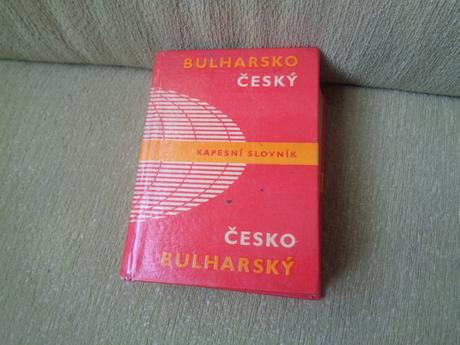 BULHARSKO
ČESKÝ
KAPESNÍ SLOVNÍK
ČESKO
BULHARSKÝ